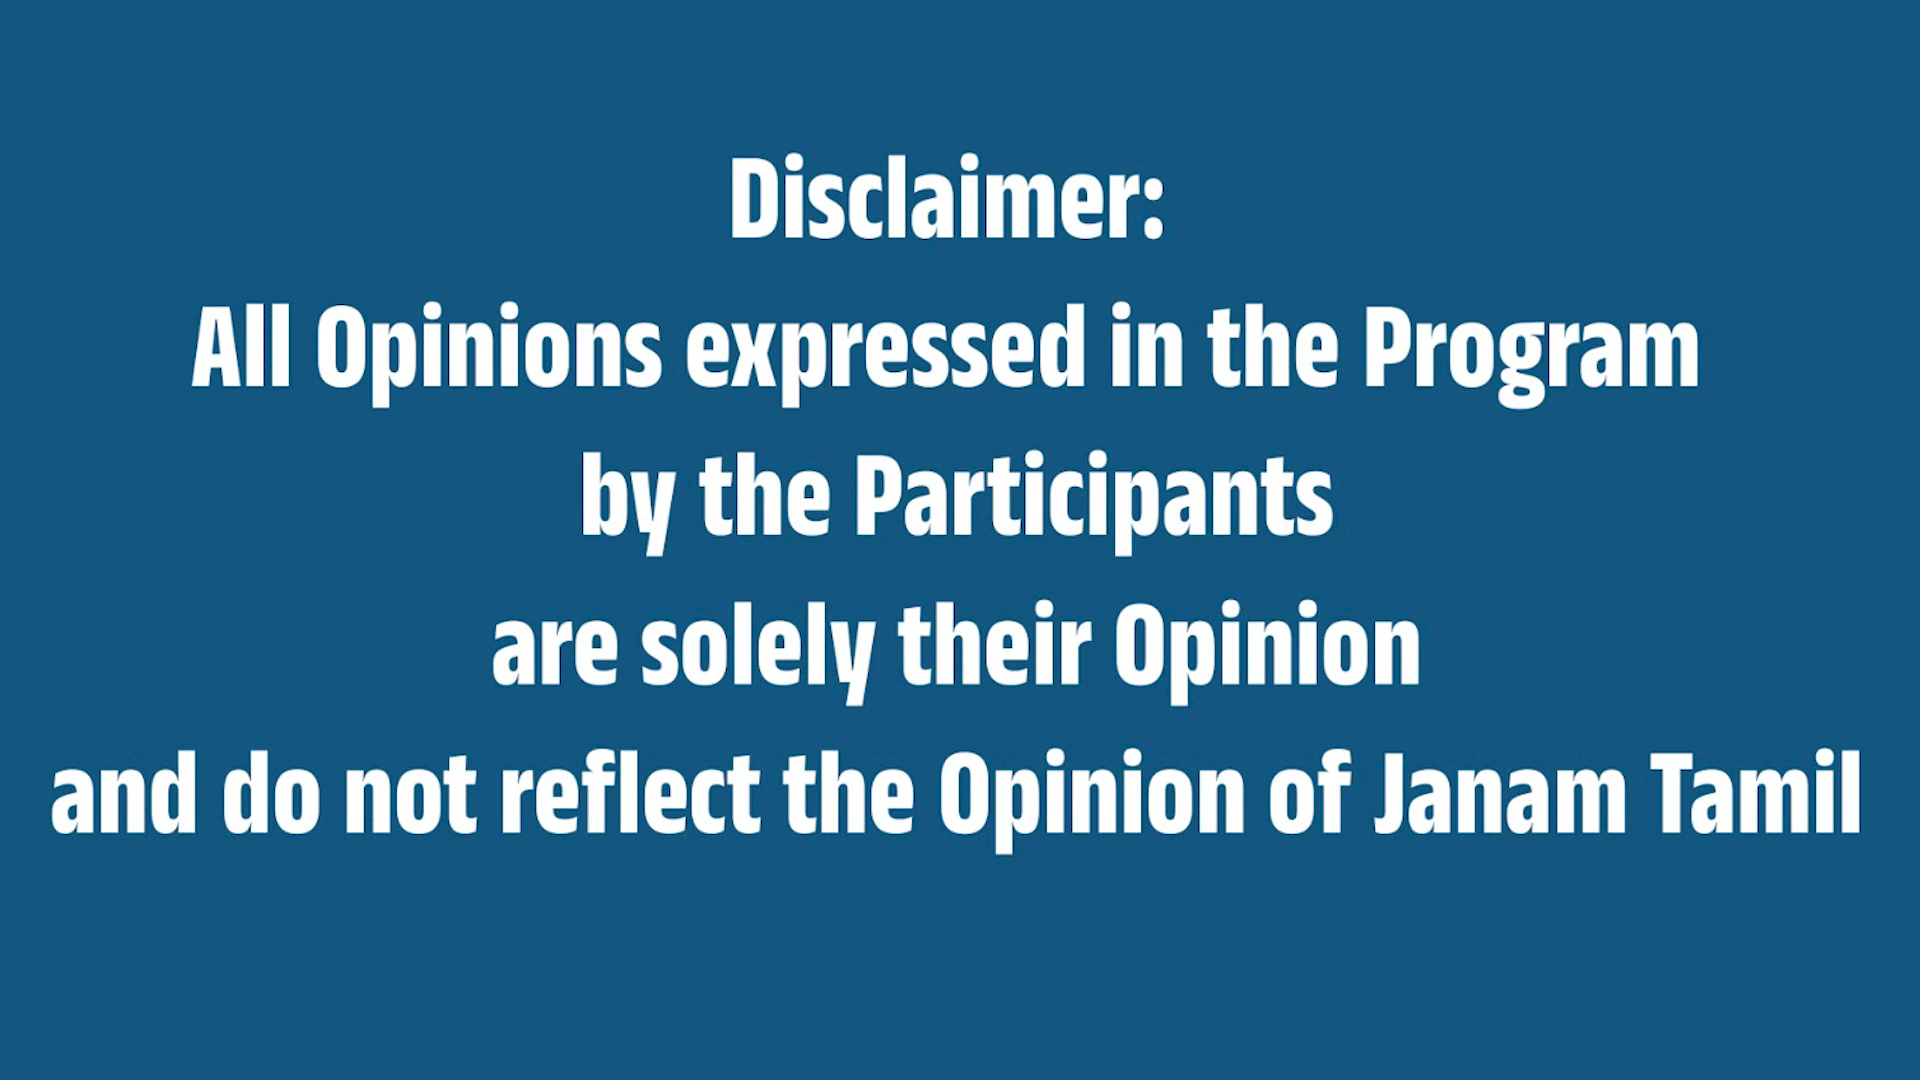 Disclaimer:
All Opinions expressed in the Program
by the Participants
are solely their Opinion
and do not reflect the Opinion of Janam Tamil